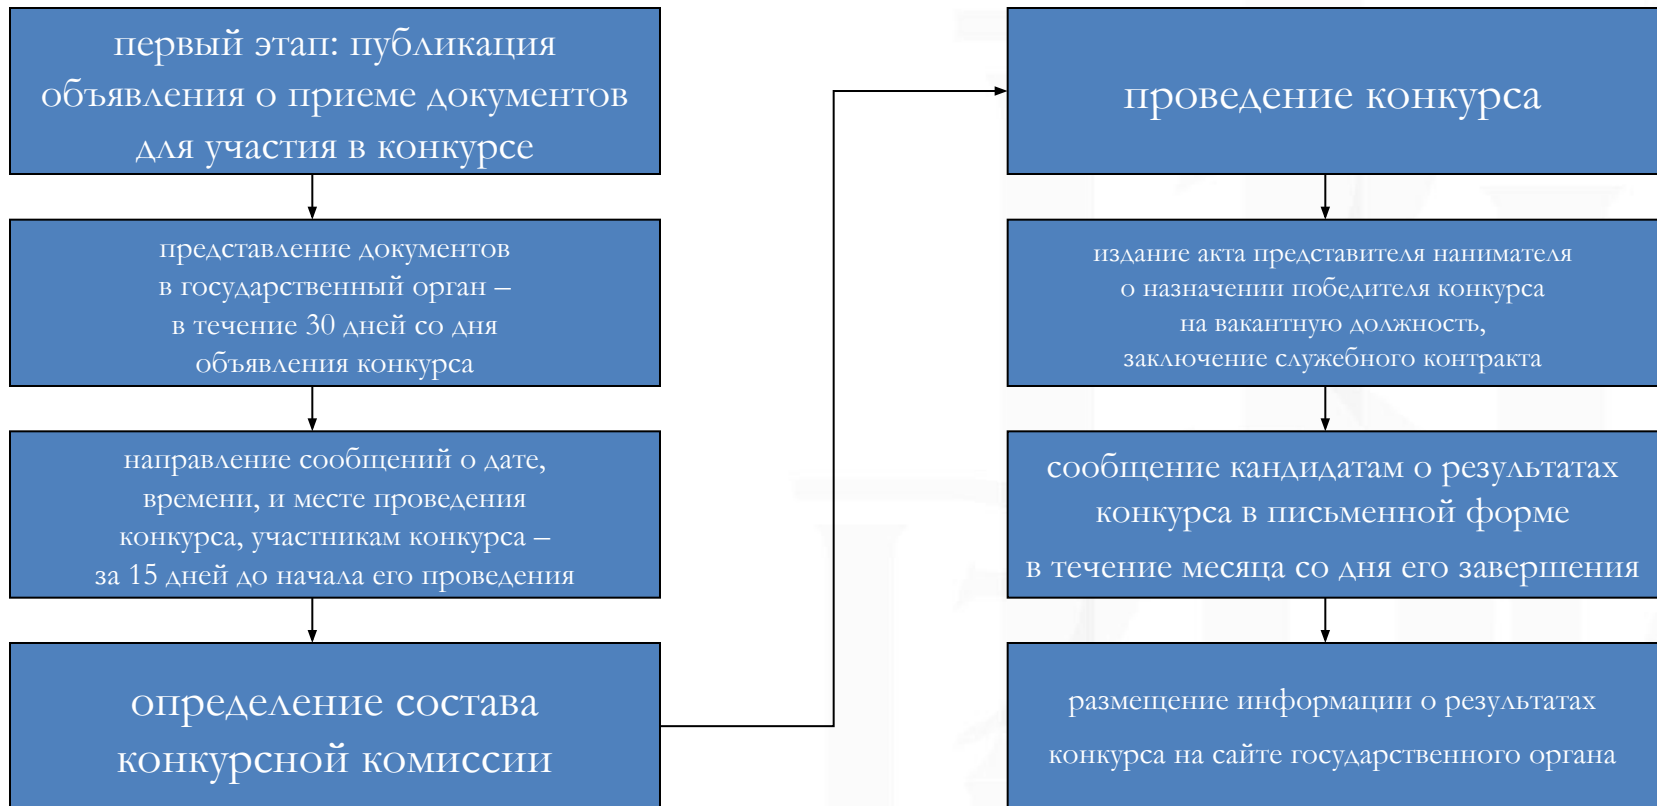 первый этап: публикация
объявления о приеме документов
для участия в конкурсе
представление документов
в государственный орган –
в течение 30 дней со дня
объявления конкурса
направление сообщений о дате,
времени, и месте проведения
конкурса, участникам конкурса –
за 15 дней до начала его проведения
определение состава
конкурсной комиссии
проведение конкурса
издание акта представителя нанимателя
о назначении победителя конкурса
на вакантную должность,
заключение служебного контракта
сообщение кандидатам о результатах
конкурса в письменной форме
в течение месяца со дня его завершения
размещение информации о результатах
конкурса на сайте государственного органа